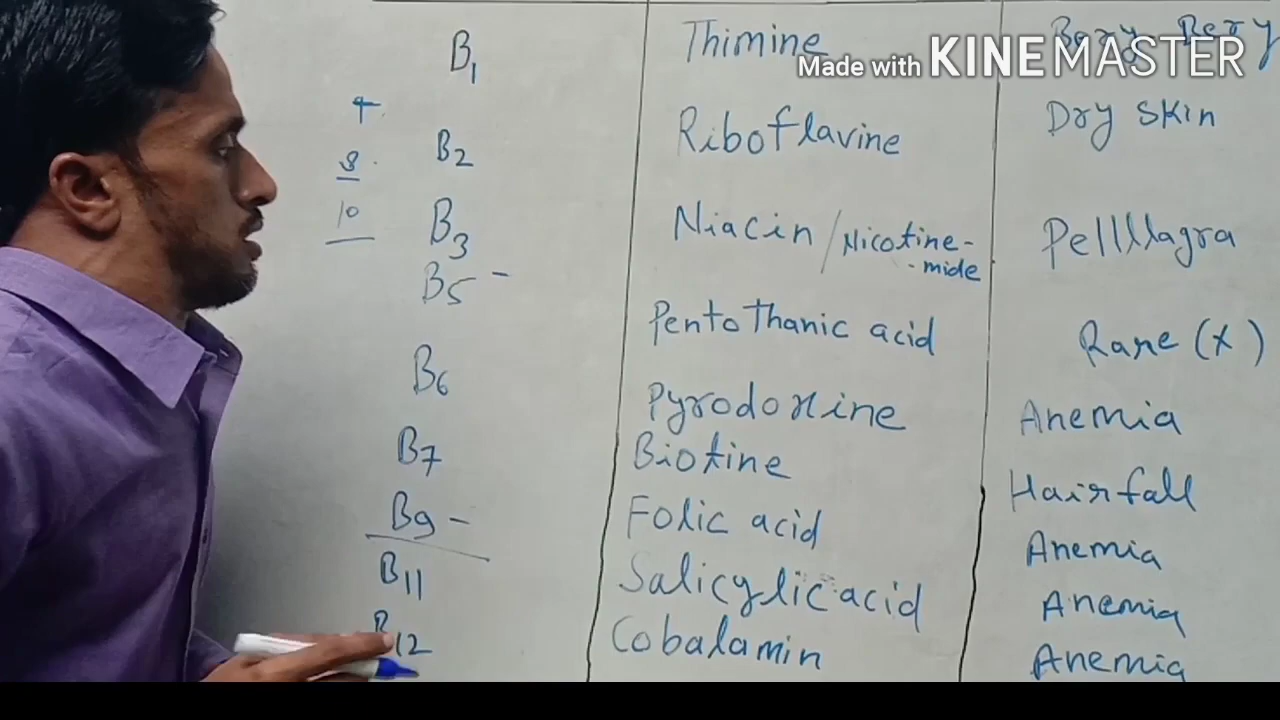 B1 Thimine Bery-Bery
Made with KINEMASTER
4.
B2 Riboflavine Dry skin
8.
10
B3 Niacin / Nicotine-
-mide
Pelllagra
B5 -
Pentothanic acid Rare (x)
B6 Pyrodoxine Anemia
B7 Biotine Hairfall
B9 - Folic acid Anemia
B11 Salicylic acid Anemia
B12 Cobalamin Anemia